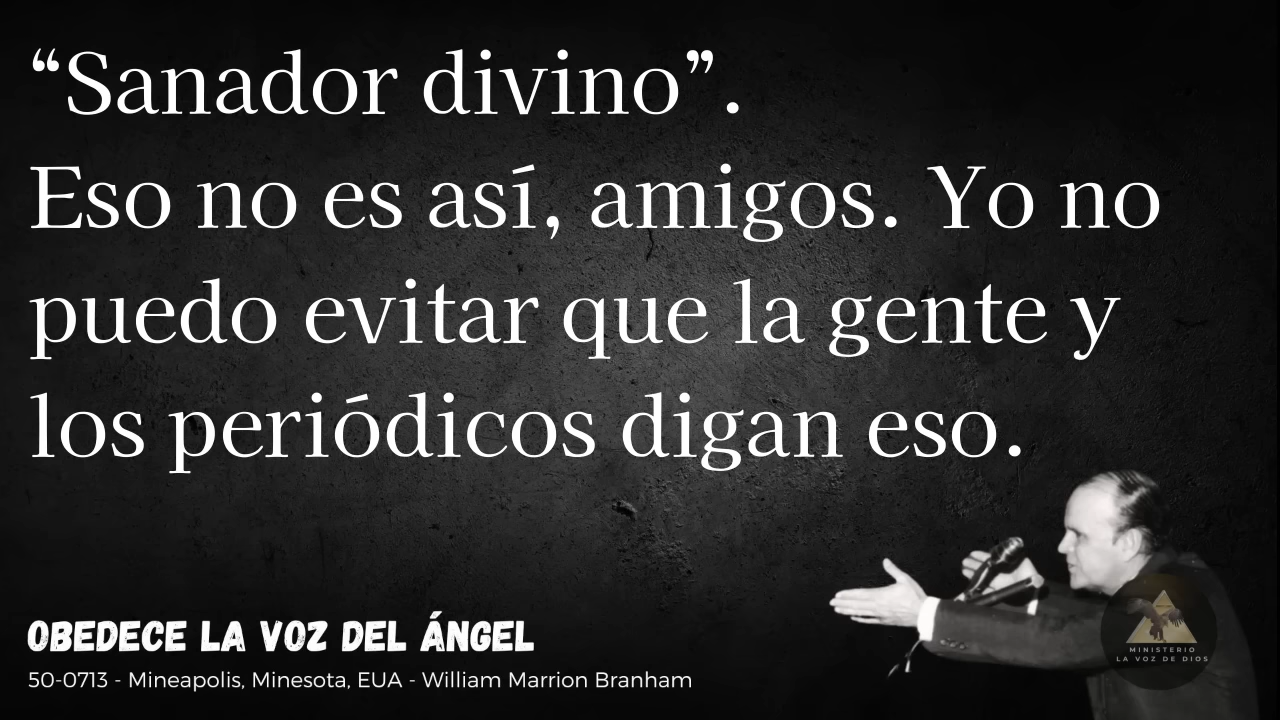 “Sanador divino”.
Eso no es así, amigos. Yo no
puedo evitar que la gente y
los periódicos digan eso.
OBEDECE LA VOZ DEL ÁNGEL
50-0713 - Mineapolis, Minesota, EUA - William Marrion Branham
MINISTERIO
LA VOZ DE DIOS